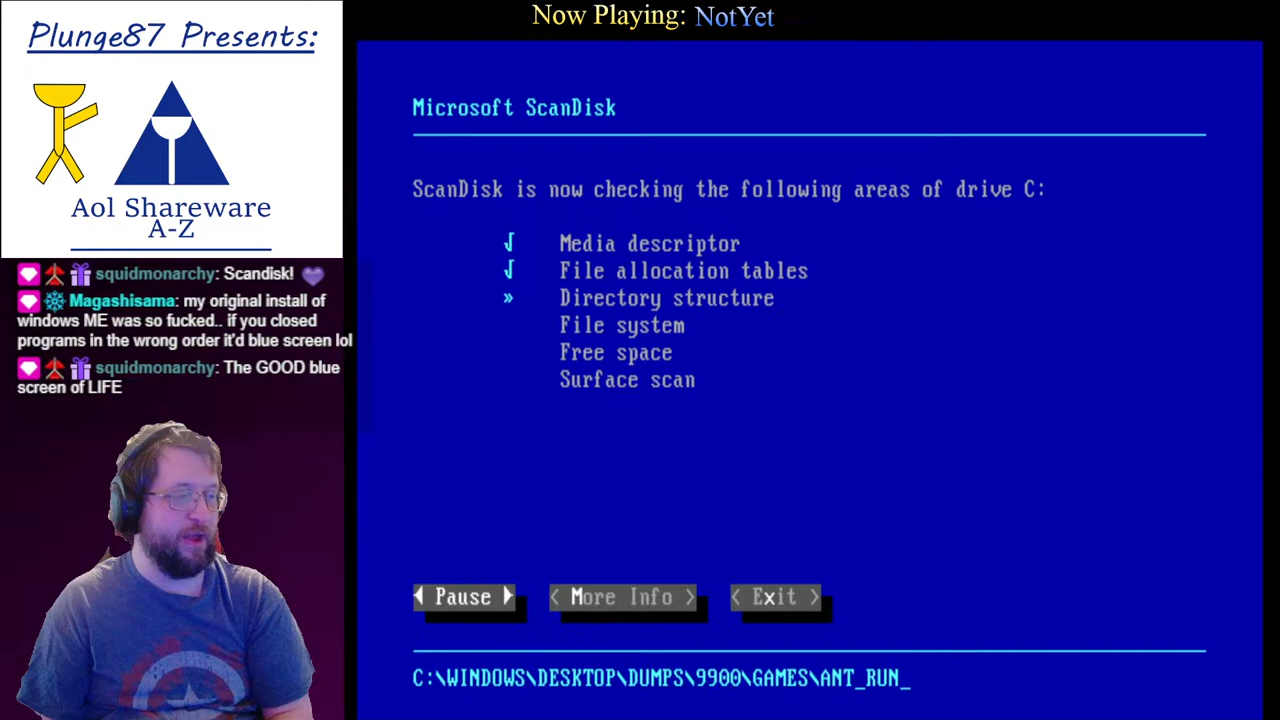 Now Playing: NotYet
Plunge87 Presents:
Aol Shareware
A-Z
squidmonarchy: Scandisk!
Magashisama: my original install of
windows ME was so fucked.. if you closed
programs in the wrong order it'd blue screen lol
squidmonarchy: The GOOD blue
screen of LIFE
Microsoft ScanDisk
ScanDisk is now checking the following areas of drive C:
√ Media descriptor
√ File allocation tables
» Directory structure
File system
Free space
Surface scan
◄ Pause ► < More Info > < Exit >
C:\WINDOWS\DESKTOP\DUMPS\9900\GAMES\ANT_RUN_